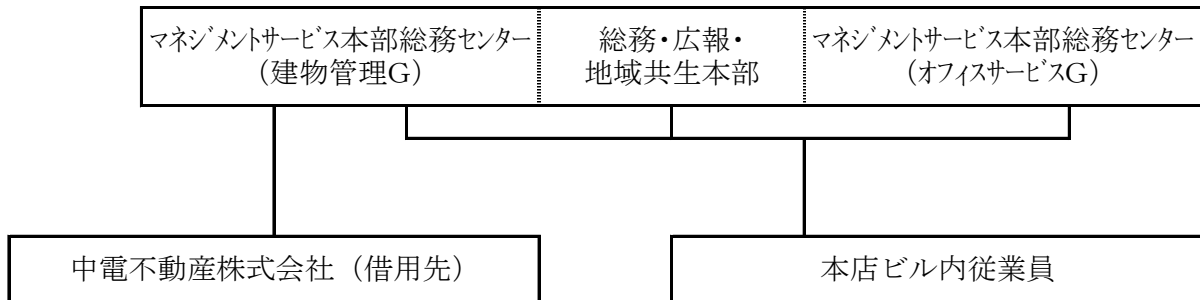 マネジメントサービス本部総務センター
（建物管理G）
総務・広報・
地域共生本部
マネジメントサービス本部総務センター
（オフィスサービスG）
中電不動産株式会社（借用先）
本店ビル内従業員